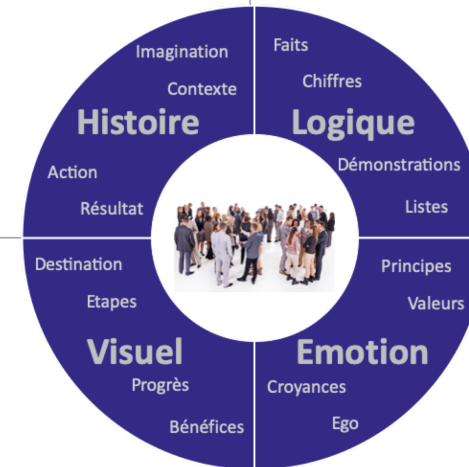 Imagination
Contexte
Histoire
Action
Résultat
Faits
Chiffres
Logique
Démonstrations
Listes
Destination
Etapes
Visuel
Progrès
Bénéfices
Principes
Valeurs
Emotion
Croyances
Ego